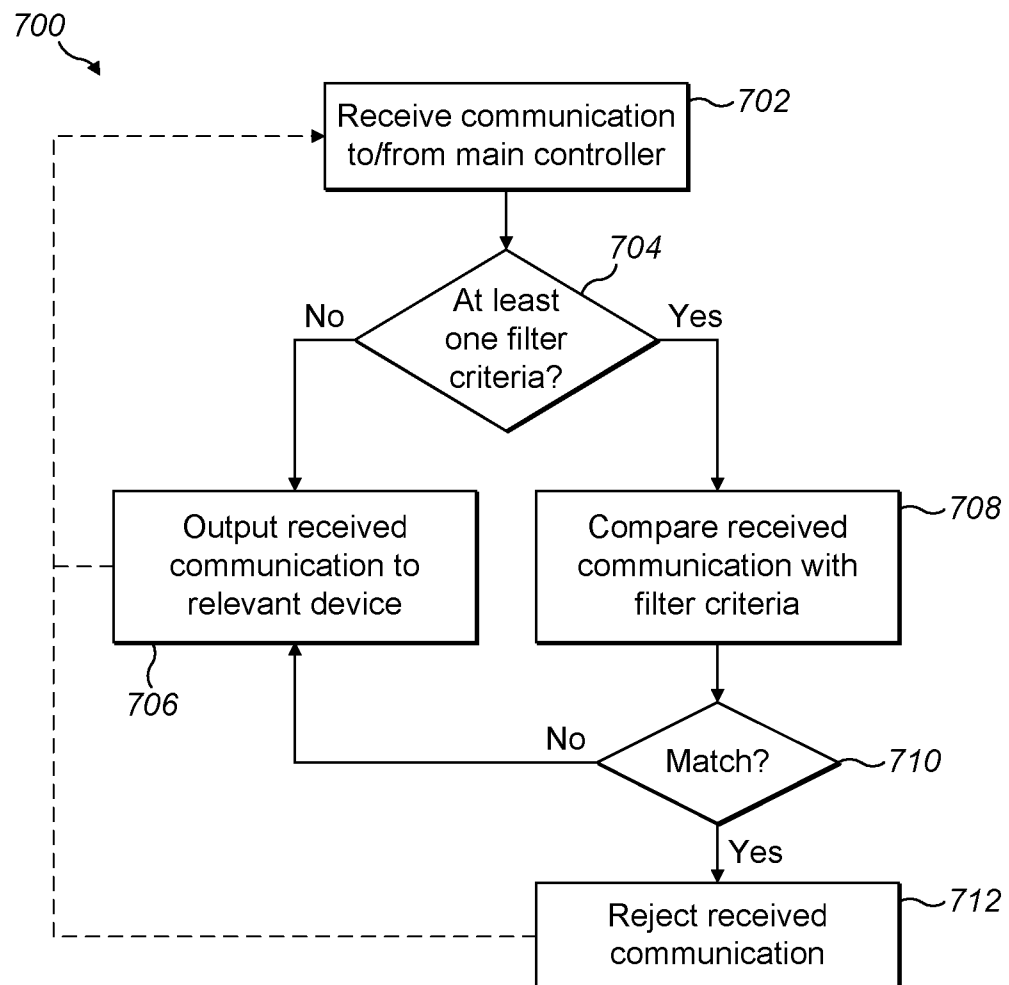 700
Receive communication
to/from main controller
702
704
At least
one filter
criteria?
No
Yes
Output received
communication to
relevant device
706
Compare received
communication with
filter criteria
708
No
Match?
710
Yes
Reject received
communication
712